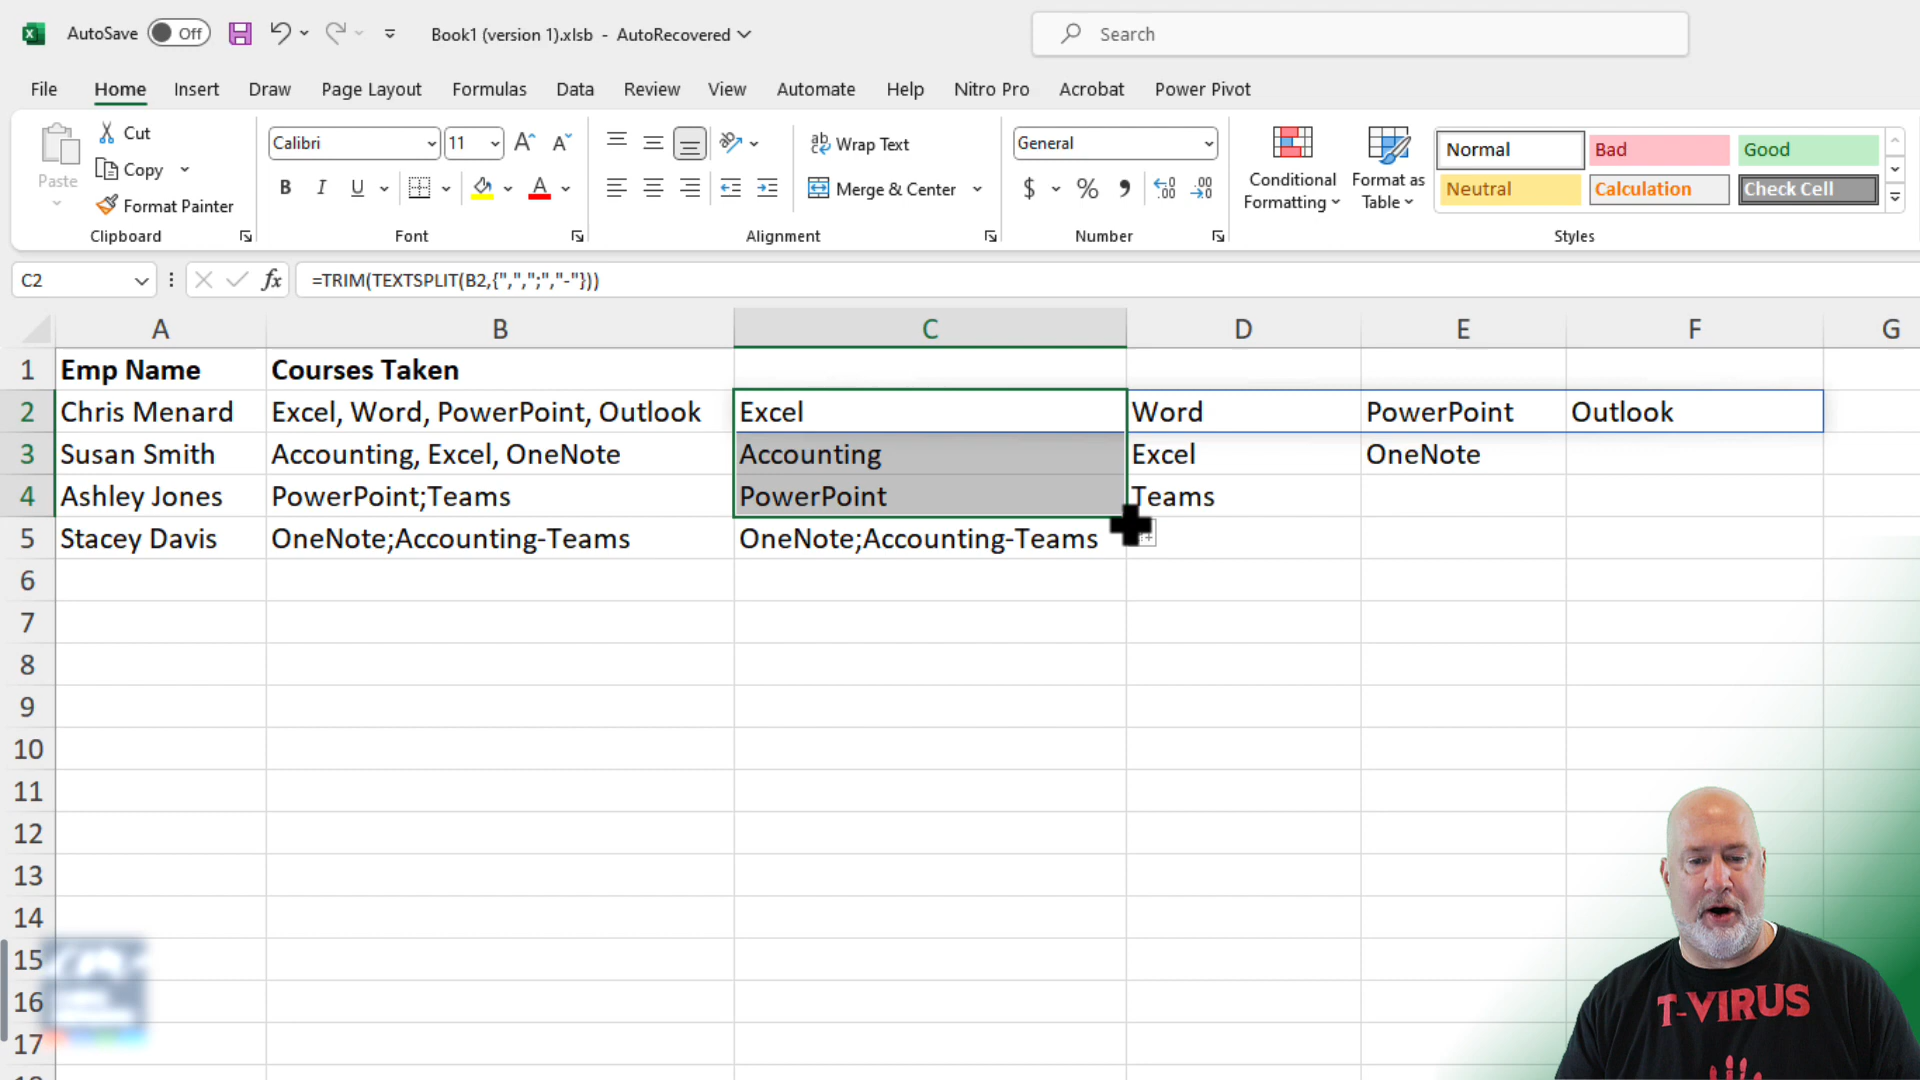 AutoSave Off Book1 (version 1).xlsb - AutoRecovered Search
File Home Insert Draw Page Layout Formulas Data Review View Automate Help Nitro Pro Acrobat Power Pivot
Paste Cut Copy Format Painter
Clipboard
Calibri 11
B I U A
Font
Wrap Text
Merge & Center
Alignment
General
$ % 
Number
Conditional Formatting
Format as Table
Normal Bad Good
Neutral Calculation Check Cell
Styles
C2 fx =TRIM(TEXTSPLIT(B2,{",",";","-"}))
A B C D E F G
1 Emp Name Courses Taken
2 Chris Menard Excel, Word, PowerPoint, Outlook Excel Word PowerPoint Outlook
3 Susan Smith Accounting, Excel, OneNote Accounting Excel OneNote
4 Ashley Jones PowerPoint;Teams PowerPoint Teams
5 Stacey Davis OneNote;Accounting-Teams OneNote;Accounting-Teams
6
7
8
9
10
11
12
13
14
15
16
17
T-VIRUS